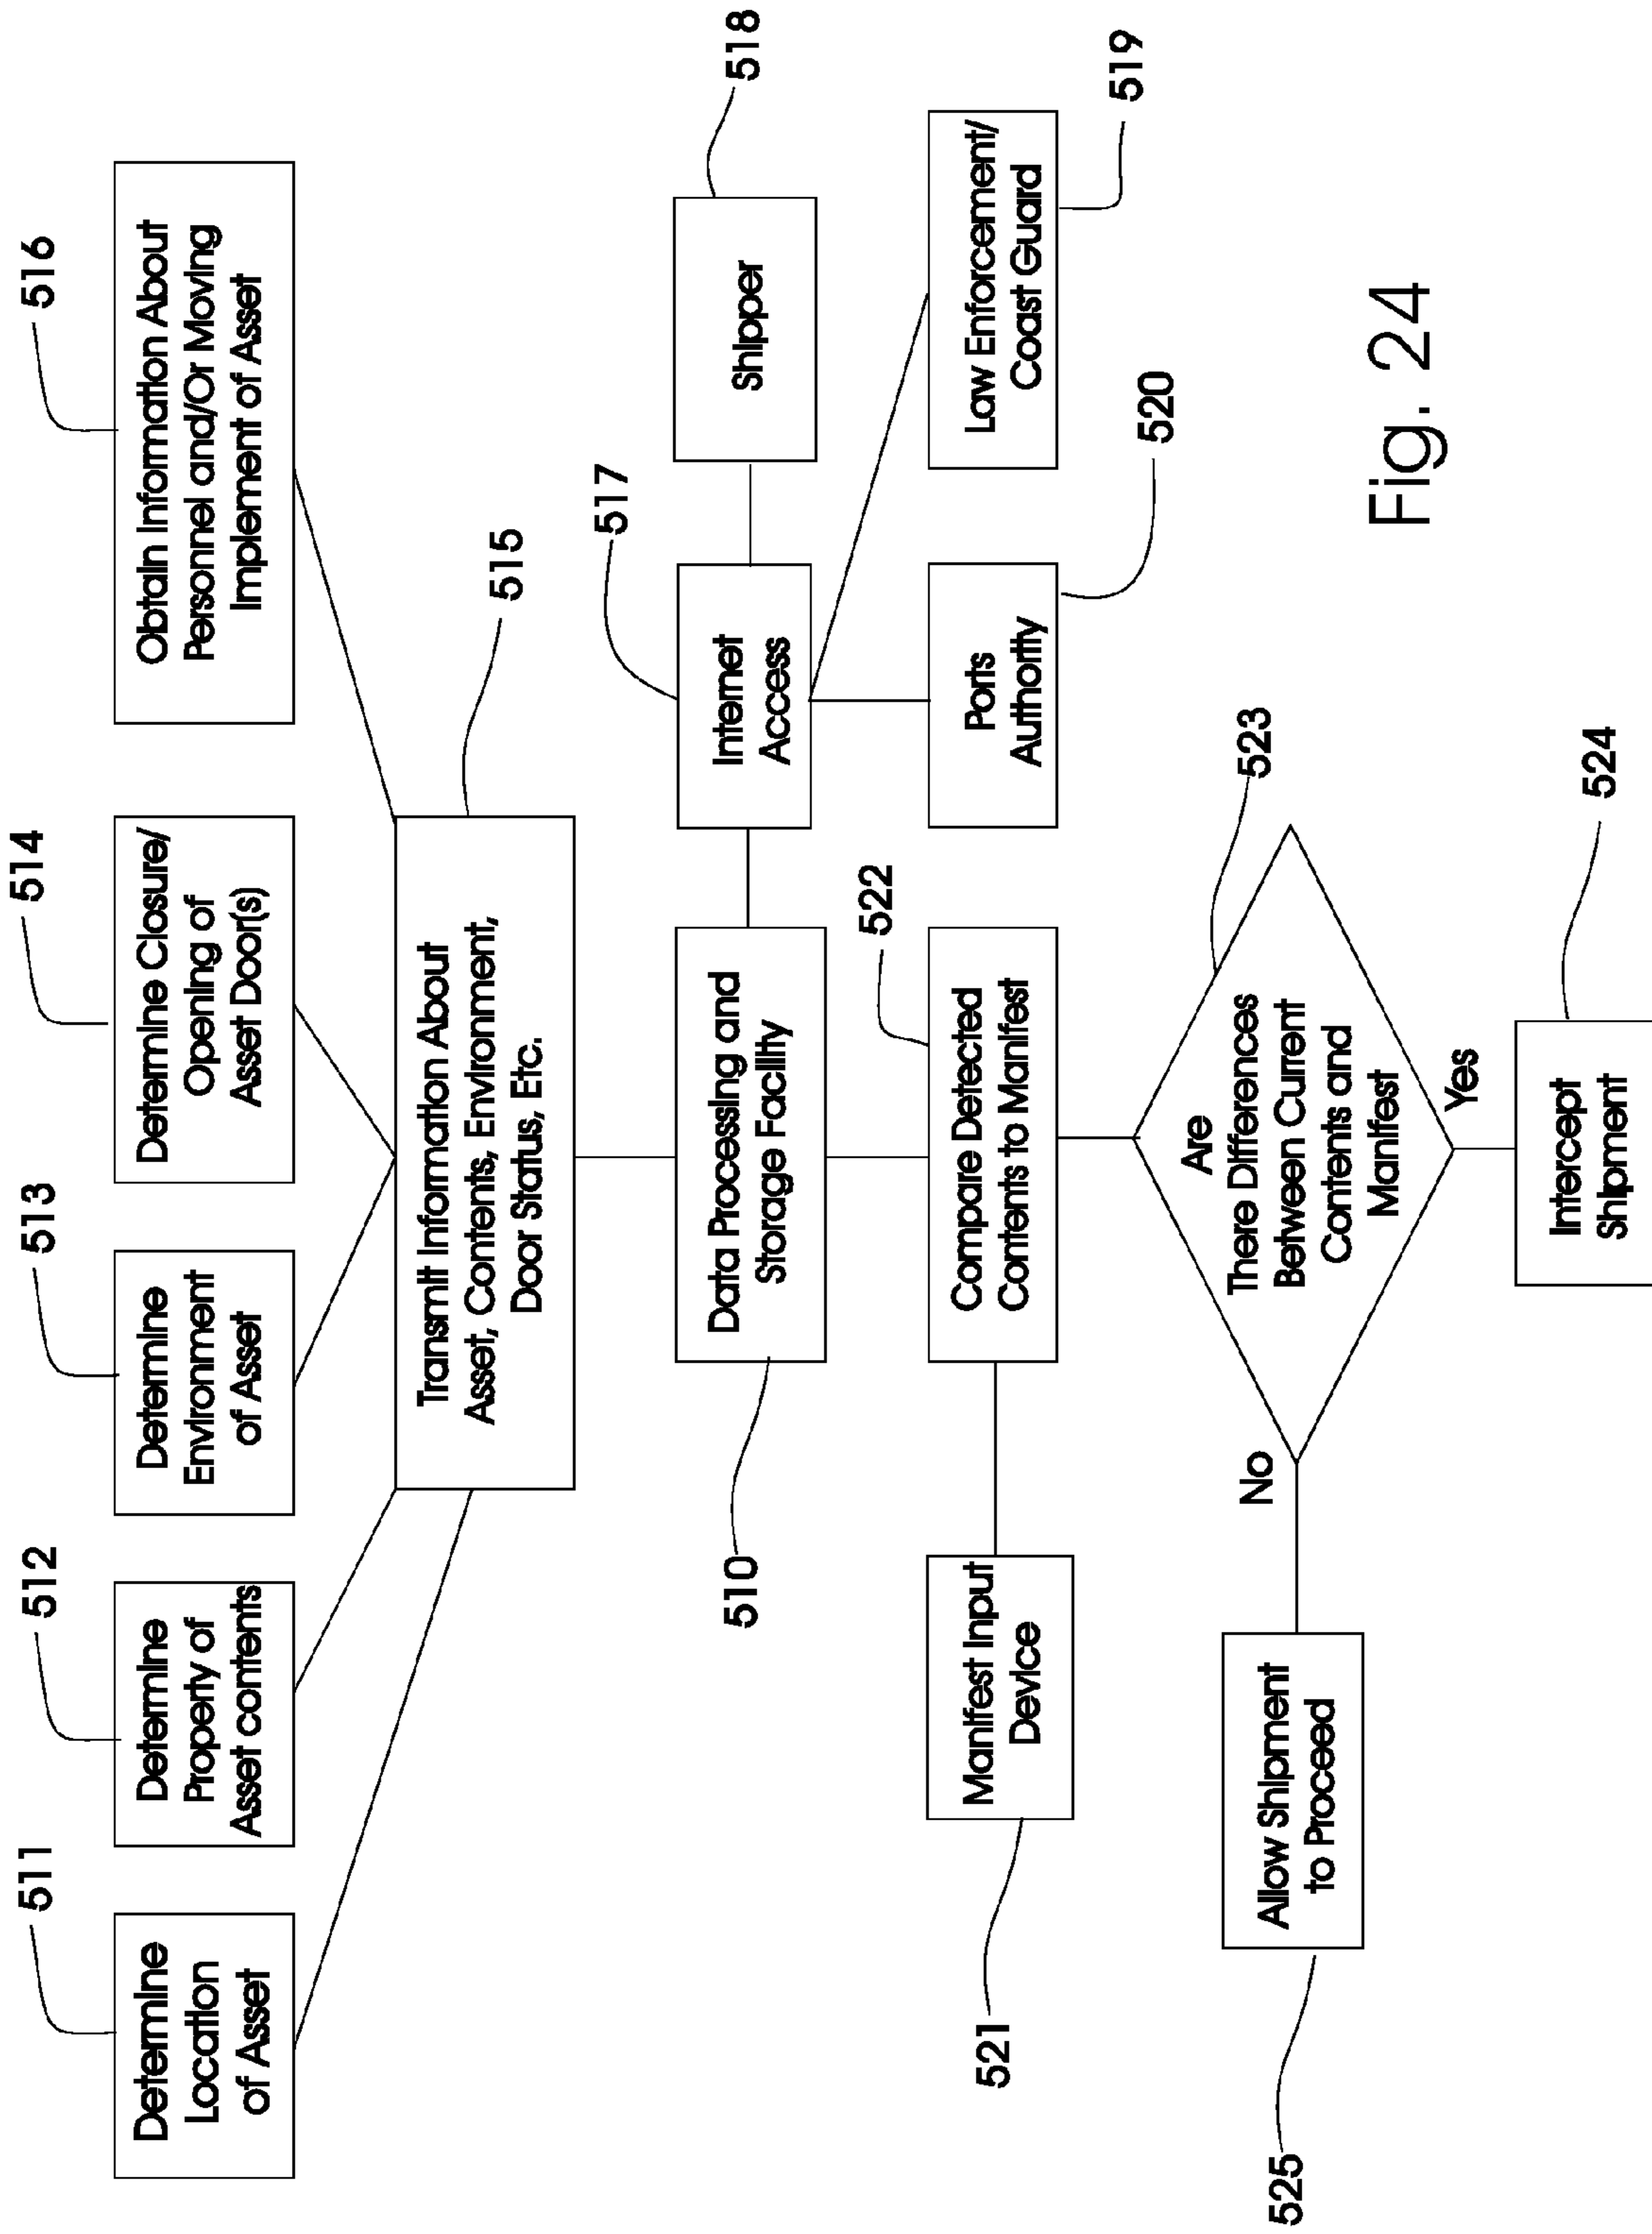 511
Determine
Location
of Asset
512
Determine
Property of
Asset contents
513
Determine
Environment
of Asset
514
Determine Closure/
Opening of
Asset Door(s)
516
Obtain Information About
Personnel and/Or Moving
Implement of Asset
515
Transmit Information About
Asset, Contents, Environment,
Door Status, Etc.
510
Data Processing and
Storage Facility
517
Internet
Access
518
Shipper
521
Manifest Input
Device
522
Compare Detected
Contents to Manifest
520
Ports
Authority
519
Law Enforcement/
Coast Guard
523
Are
There Differences
Between Current
Contents and
Manifest
No
Yes
525
Allow Shipment
to Proceed
524
Intercept
Shipment
Fig. 24